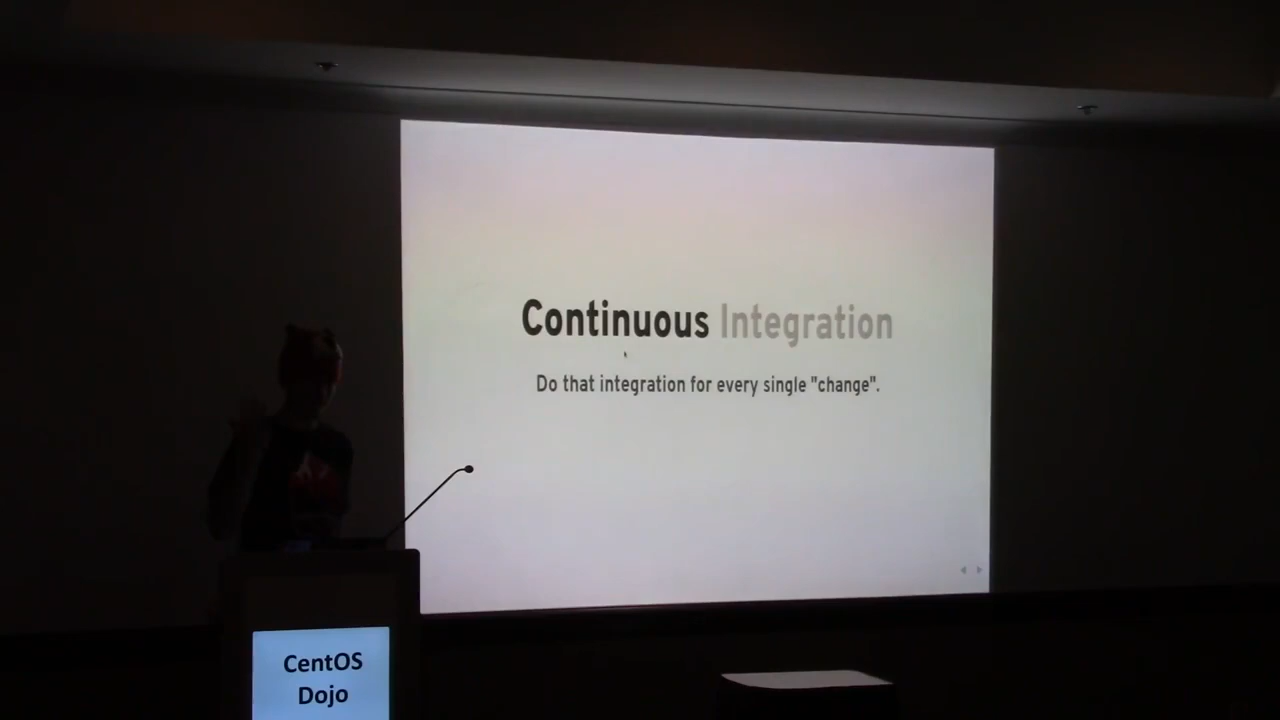 Continuous Integration
Do that integration for every single "change".
CentOS
Dojo